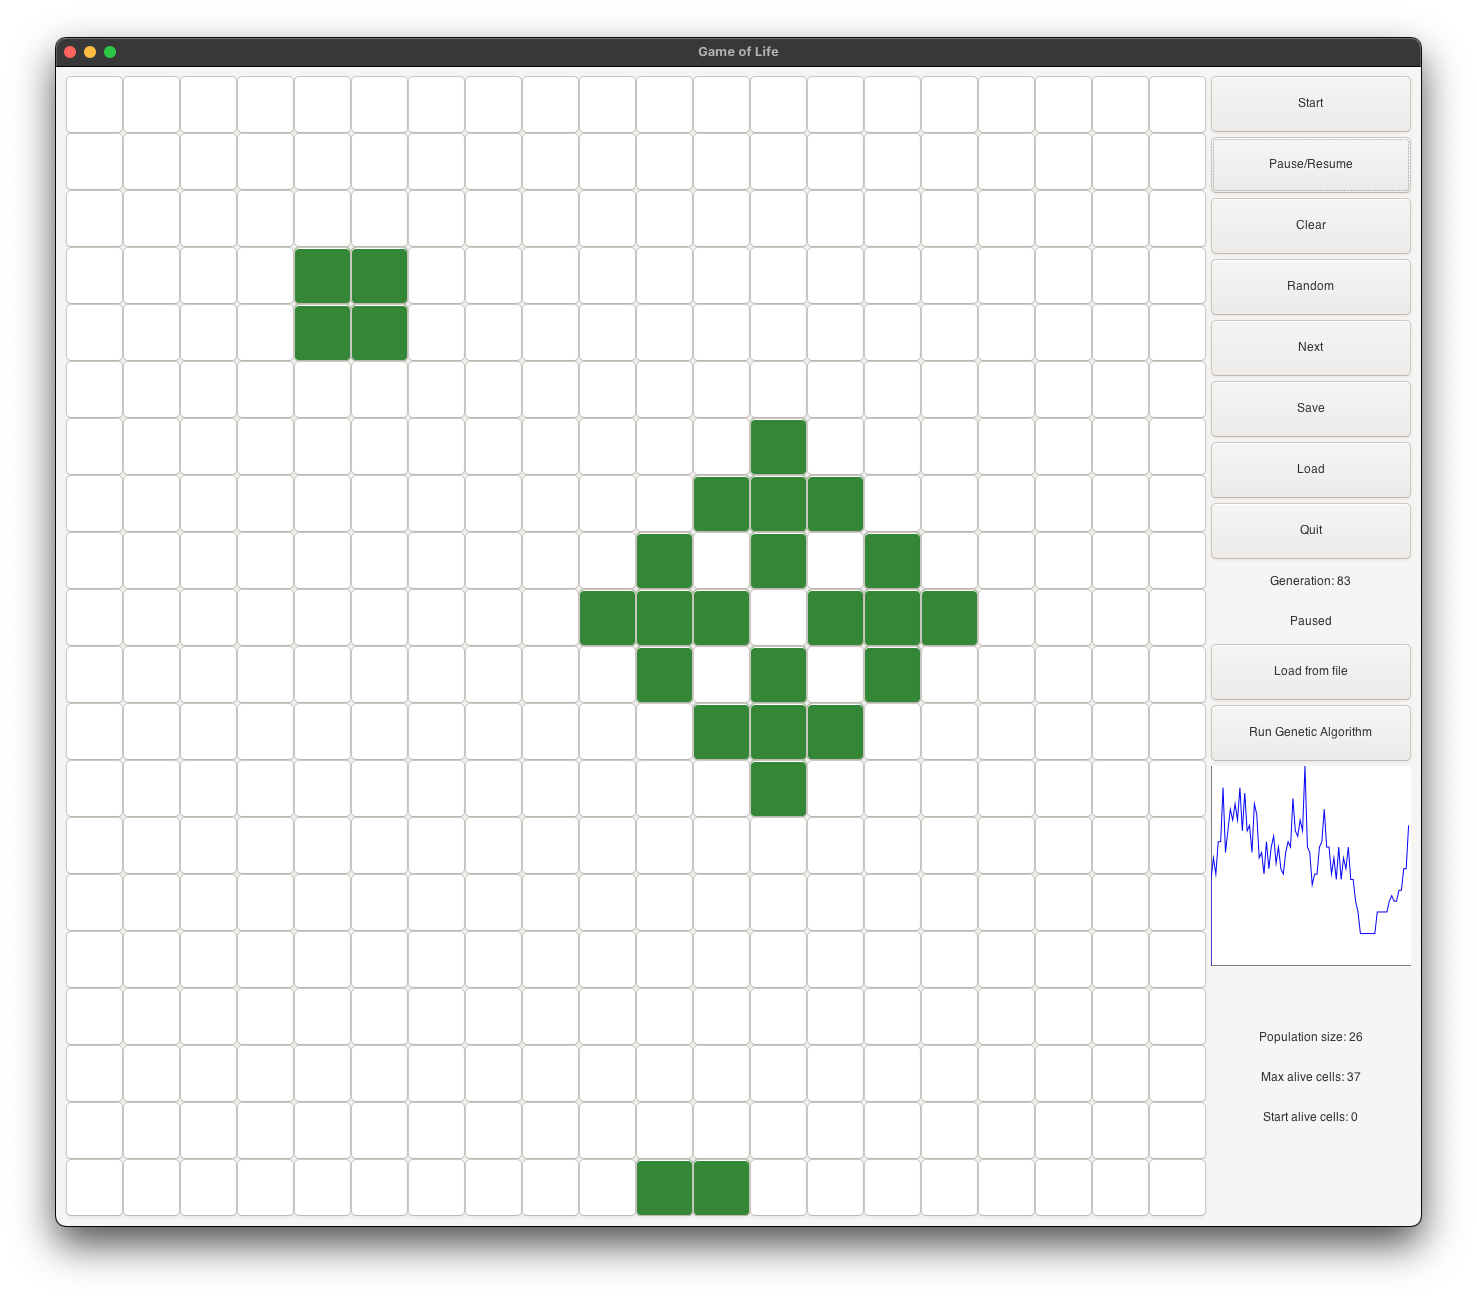 Game of Life
Start
Pause/Resume
Clear
Random
Next
Save
Load
Quit
Generation: 83
Paused
Load from file
Run Genetic Algorithm
Population size: 26
Max alive cells: 37
Start alive cells: 0